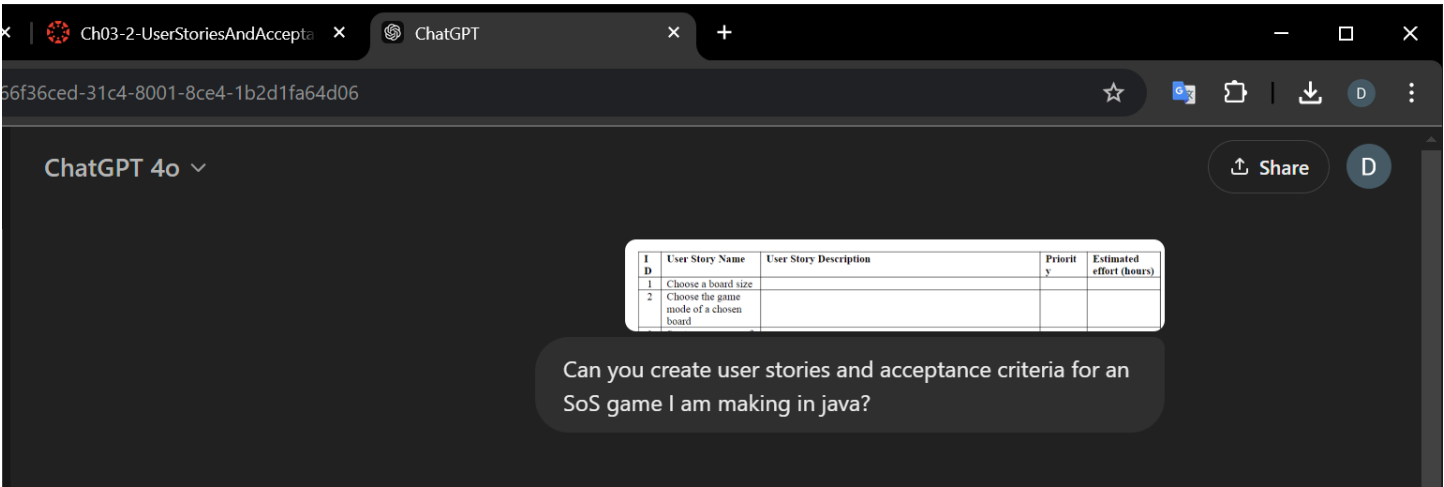 Ch03-2-UserStoriesAndAccepta
ChatGPT
66f36ced-31c4-8001-8ce4-1b2d1fa64d06
D
ChatGPT 4o
Share
D
I User Story Name User Story Description Priorit Estimated
D y effort (hours)
1 Choose a board size
2 Choose the game
mode of a chosen
board
Can you create user stories and acceptance criteria for an
SoS game I am making in java?